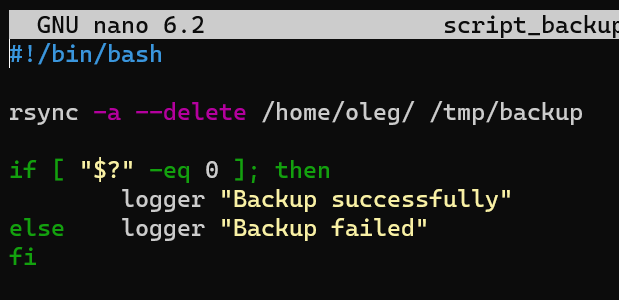 GNU nano 6.2 script_backup
#!/bin/bash
rsync -a --delete /home/oleg/ /tmp/backup
if [ "$?" -eq 0 ]; then
logger "Backup successfully"
else logger "Backup failed"
fi